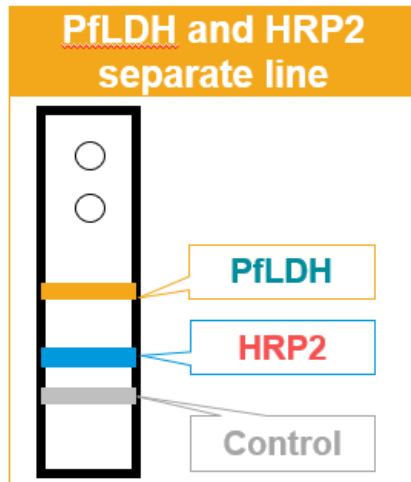 PfLDH and HRP2
separate line
PfLDH
HRP2
Control